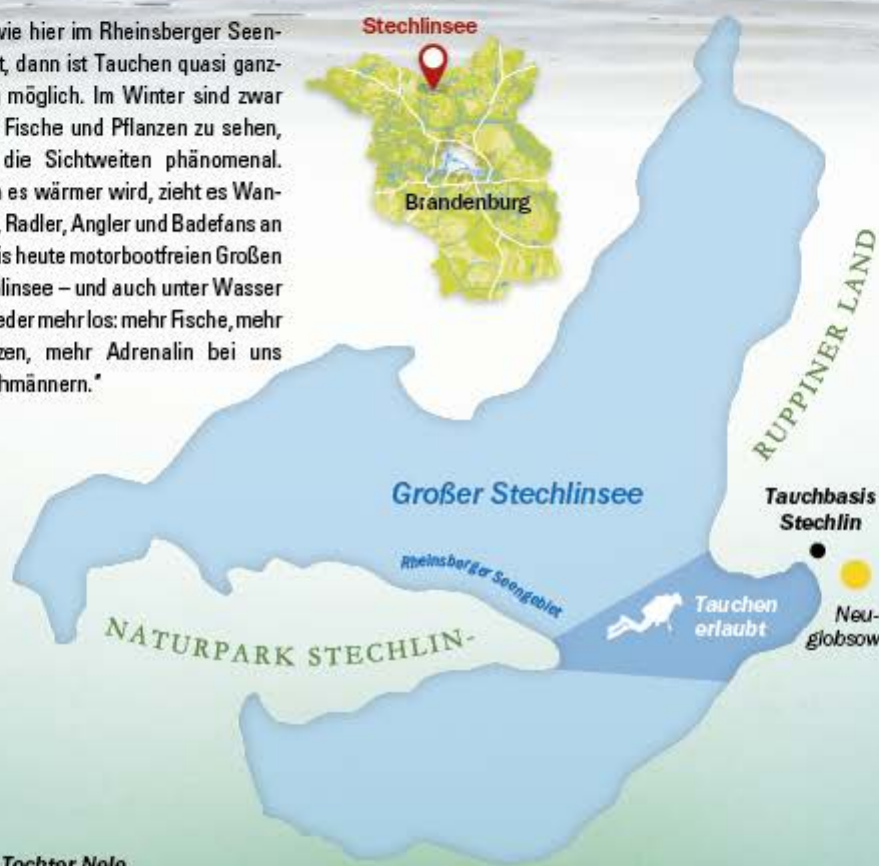 wie hier im Rheinsberger Seen-
t, dann ist Tauchen quasi ganz-
möglich. Im Winter sind zwar
Fische und Pflanzen zu sehen,
die Sichtweiten phänomenal.
es wärmer wird, zieht es Wan-
, Radler, Angler und Badefans an
is heute motorbootfreien Großen
hlinsee – und auch unter Wasser
eder mehr los: mehr Fische, mehr
zen, mehr Adrenalin bei uns
hmännern."
Stechlinsee
Brandenburg
RUPPINER LAND
Großer Stechlinsee
Tauchbasis
Stechlin
Rheinsberger Seengebiet
Tauchen
erlaubt
Neu-
globsow
NATURPARK STECHLIN-
Tochter Nele